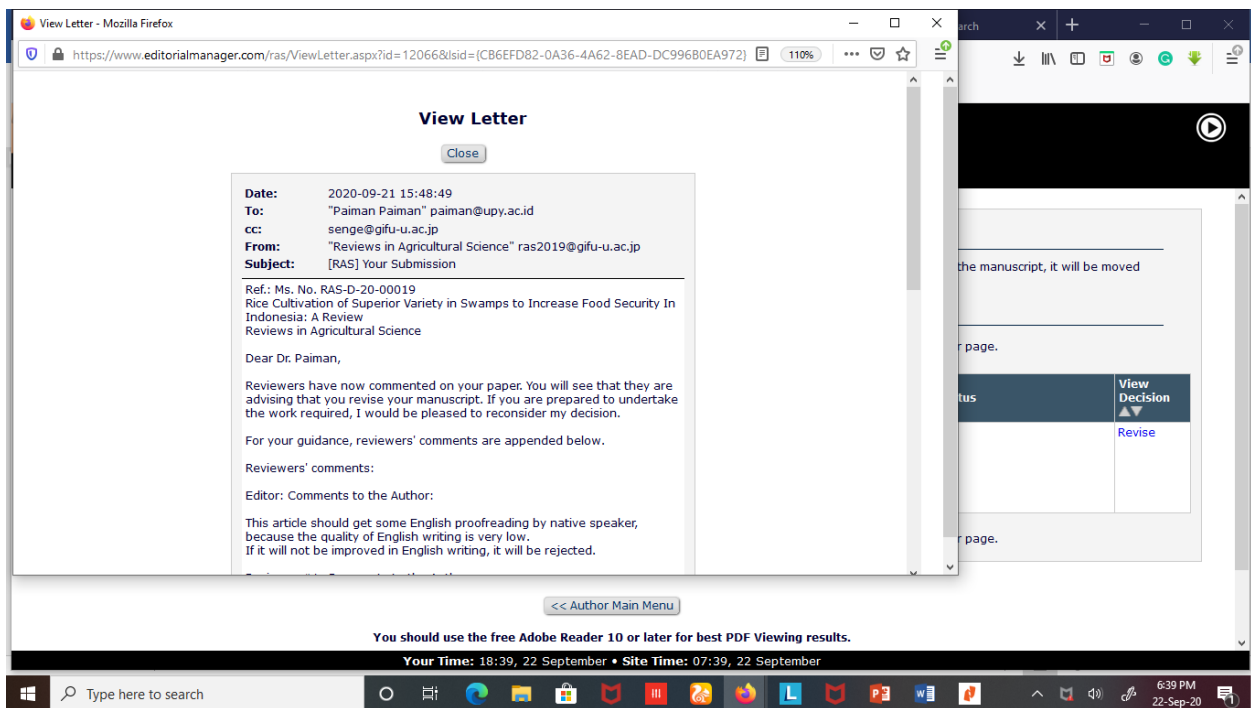 View Letter - Mozilla Firefox
arch
https://www.editorialmanager.com/ras/ViewLetter.aspx?id=12066&lsid={CB6EFD82-0A36-4A62-8EAD-DC996B0EA972}
110%
View Letter
Close
Date: 2020-09-21 15:48:49
To: "Paiman Paiman" paiman@upy.ac.id
cc: senge@gifu-u.ac.jp
From: "Reviews in Agricultural Science" ras2019@gifu-u.ac.jp
Subject: [RAS] Your Submission
Ref.: Ms. No. RAS-D-20-00019
Rice Cultivation of Superior Variety in Swamps to Increase Food Security In
Indonesia: A Review
Reviews in Agricultural Science
Dear Dr. Paiman,
Reviewers have now commented on your paper. You will see that they are
advising that you revise your manuscript. If you are prepared to undertake
the work required, I would be pleased to reconsider my decision.
For your guidance, reviewers' comments are appended below.
Reviewers' comments:
Editor: Comments to the Author:
This article should get some English proofreading by native speaker,
because the quality of English writing is very low.
If it will not be improved in English writing, it will be rejected.
the manuscript, it will be moved
r page.
tus
View
Decision
Revise
r page.
<< Author Main Menu
You should use the free Adobe Reader 10 or later for best PDF Viewing results.
Your Time: 18:39, 22 September • Site Time: 07:39, 22 September
Type here to search
6:39 PM
22-Sep-20